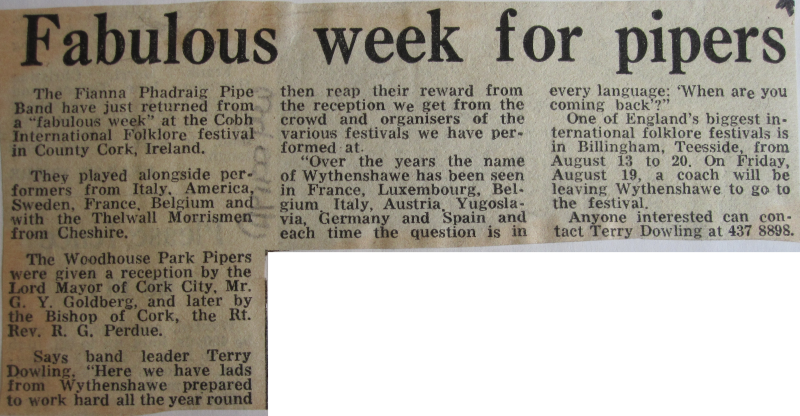 Fabulous week for pipers
The Fianna Phadraig Pipe
Band have just returned from
a "fabulous week" at the Cobh
International Folklore festival
in County Cork, Ireland.
They played alongside per-
formers from Italy, America,
Sweden, France, Belgium and
with the Thelwall Morrismen
from Cheshire.
The Woodhouse Park Pipers
were given a reception by the
Lord Mayor of Cork City, Mr.
G. Y. Goldberg, and later by
the Bishop of Cork, the Rt.
Rev. R. G. Perdue.
Says band leader Terry
Dowling, "Here we have lads
from Wythenshawe prepared
to work hard all the year round
then reap their reward from
the reception we get from the
crowd and organisers of the
various festivals we have per-
formed at.
"Over the years the name
of Wythenshawe has been seen
in France, Luxembourg, Bel-
gium, Italy, Austria, Yugosla-
via, Germany and Spain and
each time the question is in
every language: 'When are you
coming back'?"
One of England's biggest in-
ternational folklore festivals is
in Billingham, Teesside, from
August 13 to 20. On Friday,
August 19, a coach will be
leaving Wythenshawe to go to
the festival.
Anyone interested can con-
tact Terry Dowling at 437 8898.